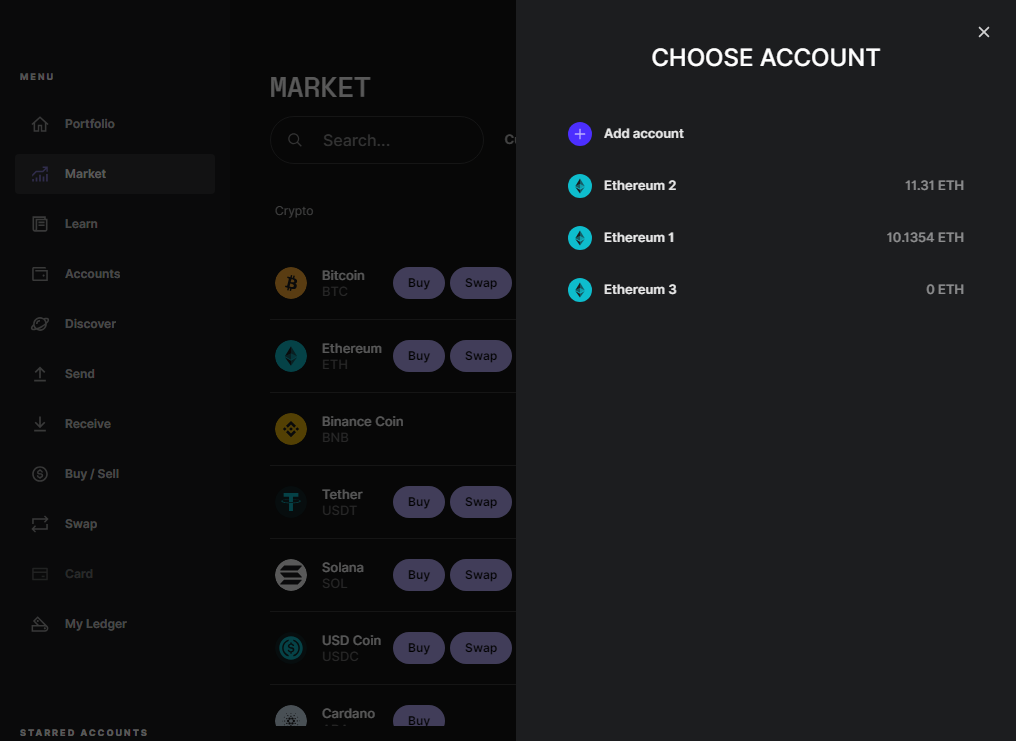 MENU
Portfolio
Market
Learn
Accounts
Discover
Send
Receive
Buy / Sell
Swap
Card
My Ledger
STARRED ACCOUNTS
MARKET
Search...
Crypto
Bitcoin
BTC
Buy Swap
Ethereum
ETH
Buy Swap
Binance Coin
BNB
Tether
USDT
Buy Swap
Solana
SOL
Buy Swap
USD Coin
USDC
Buy Swap
Cardano
Buy
CHOOSE ACCOUNT
Add account
Ethereum 2 11.31 ETH
Ethereum 1 10.1354 ETH
Ethereum 3 0 ETH